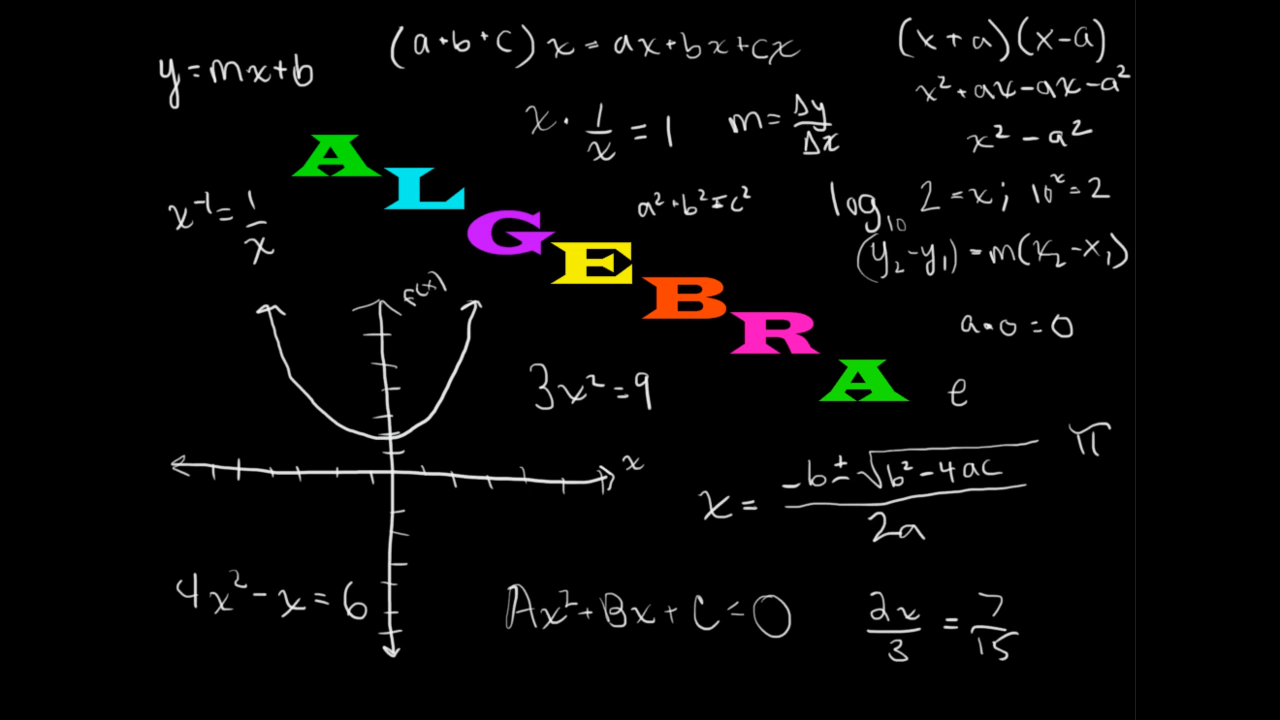 y=mx+b
(a+b+c)x = ax+bx+cx
(x+a)(x-a)
x²+ax-ax-a²
x²-a²
x · 1/x = 1
m = Δy/Δx
ALGEBRA
x⁻¹ = 1/x
a²+b²=c²
log₁₀ 2 = x; 10ˣ = 2
(y₂-y₁) = m(x₂-x₁)
f(x)
a·0 = 0
3x² = 9
e
π
x
x = -b±√b²-4ac / 2a
4x²-x=6
Ax²+Bx+C=0
2x/3 = 7/15